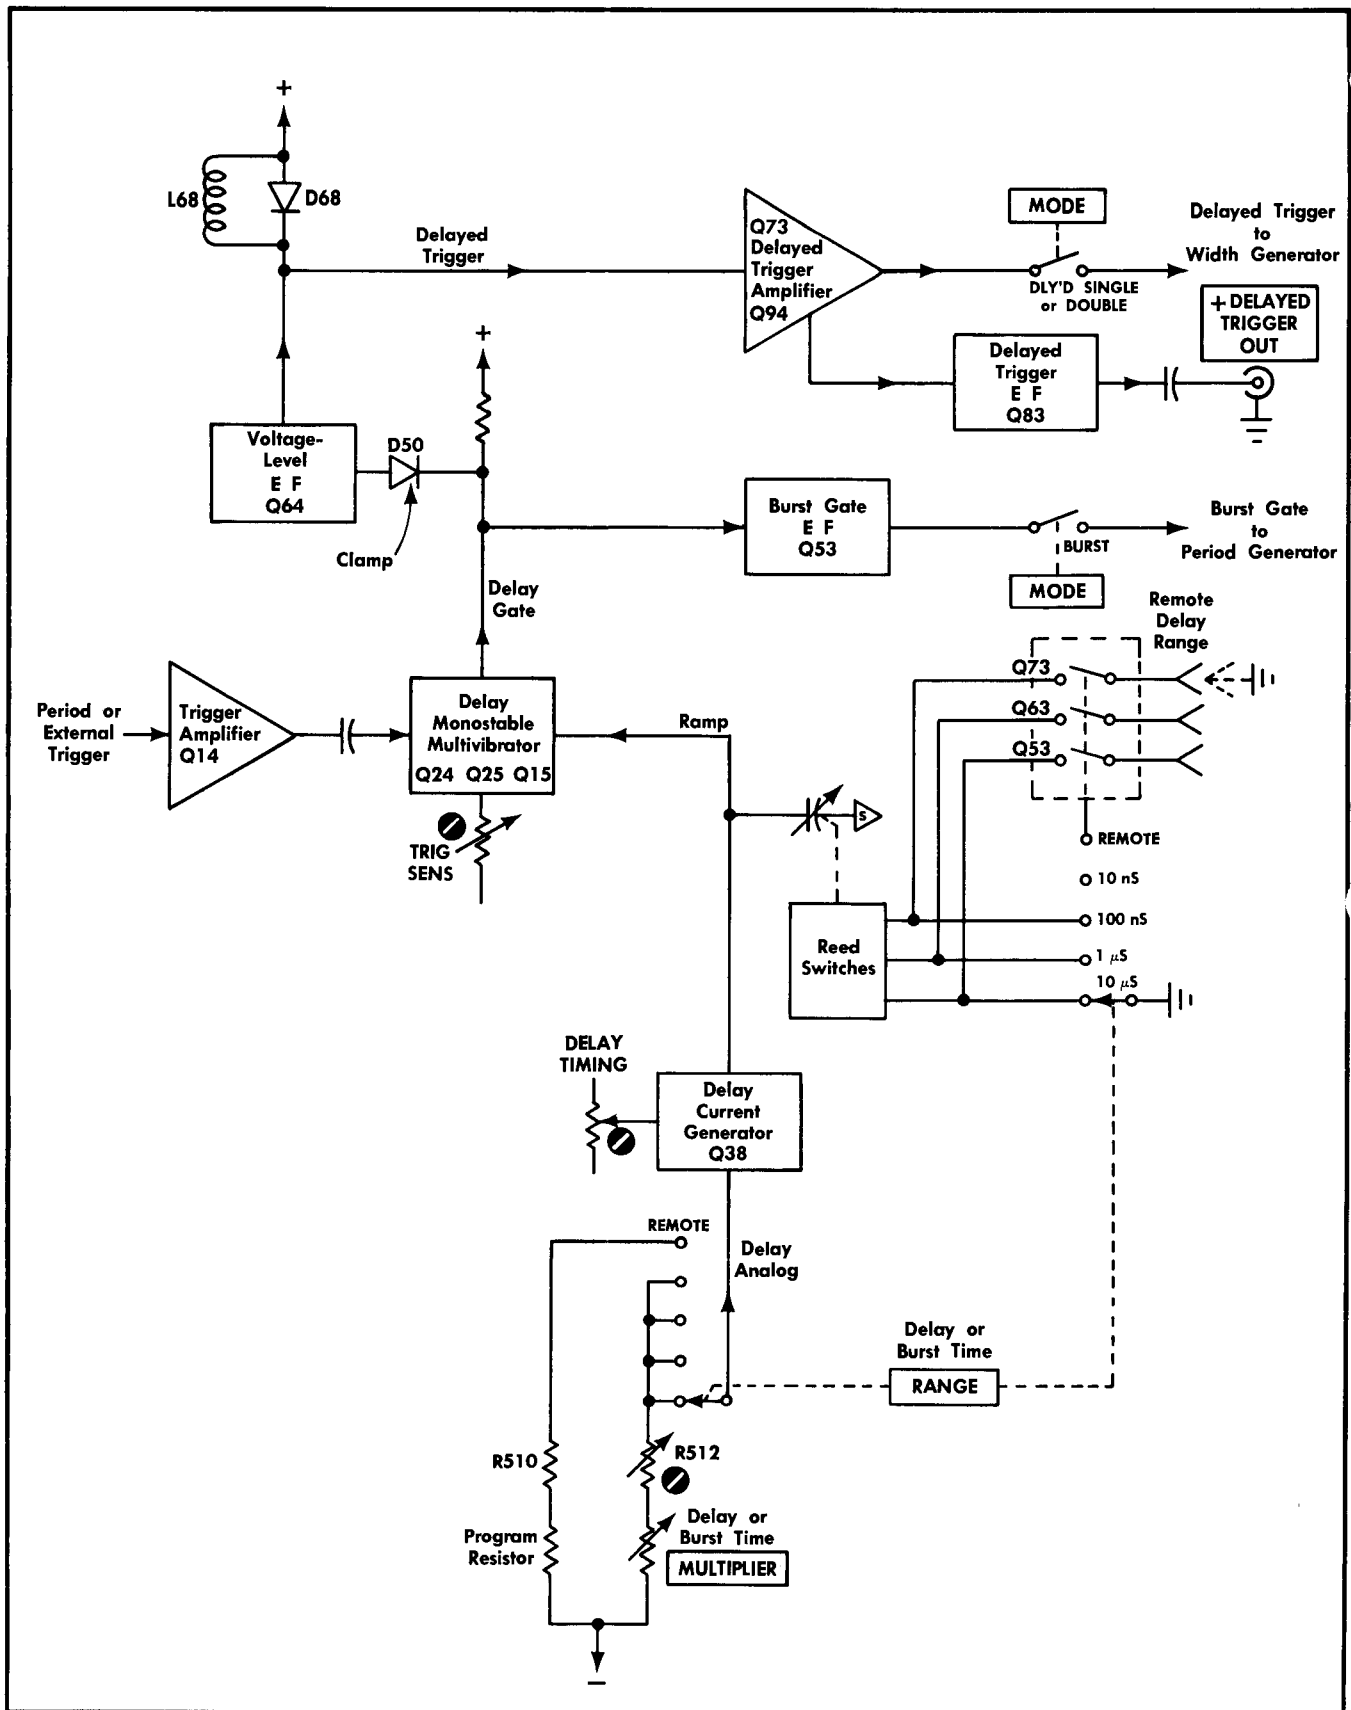 +
L68
D68
Delayed
Trigger
Q73
Delayed
Trigger
Amplifier
Q94
MODE
DLY'D SINGLE
or DOUBLE
Delayed Trigger
to
Width Generator
+ DELAYED
TRIGGER
OUT
Delayed
Trigger
E F
Q83
+
Voltage-
Level
E F
Q64
D50
Clamp
Burst Gate
E F
Q53
BURST
MODE
Burst Gate
to
Period Generator
Delay
Gate
Period or
External
Trigger
Trigger
Amplifier
Q14
Delay
Monostable
Multivibrator
Q24 Q25 Q15
TRIG
SENS
Ramp
S
Remote
Delay
Range
Q73
Q63
Q53
REMOTE
10 nS
100 nS
1 μS
10 μS
Reed
Switches
DELAY
TIMING
Delay
Current
Generator
Q38
REMOTE
Delay
Analog
Delay or
Burst Time
RANGE
R510
R512
Program
Resistor
Delay or
Burst Time
MULTIPLIER
–